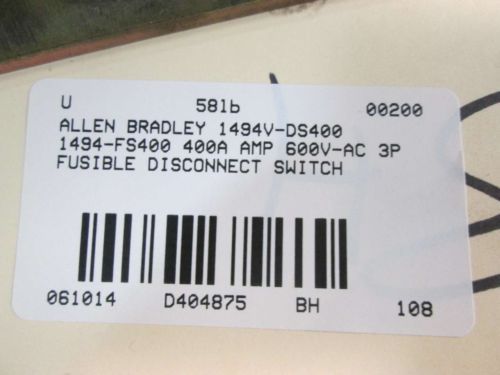 U 581b 00200
ALLEN BRADLEY 1494V-DS400
1494-FS400 400A AMP 600V-AC 3P
FUSIBLE DISCONNECT SWITCH
061014 D404875 BH 108